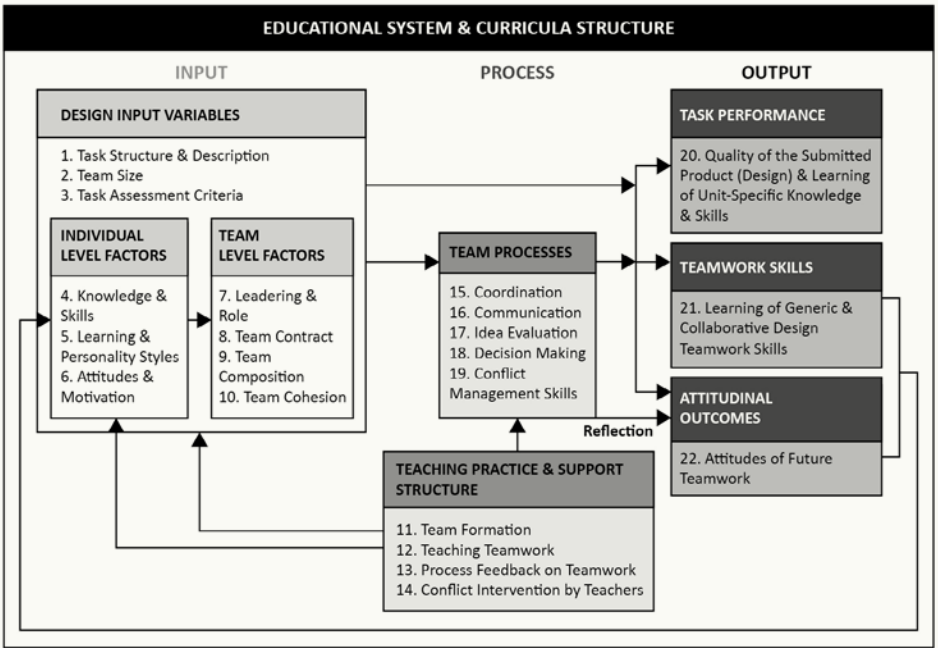 EDUCATIONAL SYSTEM & CURRICULA STRUCTURE
INPUT
PROCESS
OUTPUT
DESIGN INPUT VARIABLES
1. Task Structure & Description
2. Team Size
3. Task Assessment Criteria
INDIVIDUAL
LEVEL FACTORS
4. Knowledge &
Skills
5. Learning &
Personality Styles
6. Attitudes &
Motivation
TEAM
LEVEL FACTORS
7. Leadering &
Role
8. Team Contract
9. Team
Composition
10. Team Cohesion
TEAM PROCESSES
15. Coordination
16. Communication
17. Idea Evaluation
18. Decision Making
19. Conflict
Management Skills
Reflection
TEACHING PRACTICE & SUPPORT
STRUCTURE
11. Team Formation
12. Teaching Teamwork
13. Process Feedback on Teamwork
14. Conflict Intervention by Teachers
TASK PERFORMANCE
20. Quality of the Submitted
Product (Design) & Learning
of Unit-Specific Knowledge
& Skills
TEAMWORK SKILLS
21. Learning of Generic &
Collaborative Design
Teamwork Skills
ATTITUDINAL
OUTCOMES
22. Attitudes of Future
Teamwork